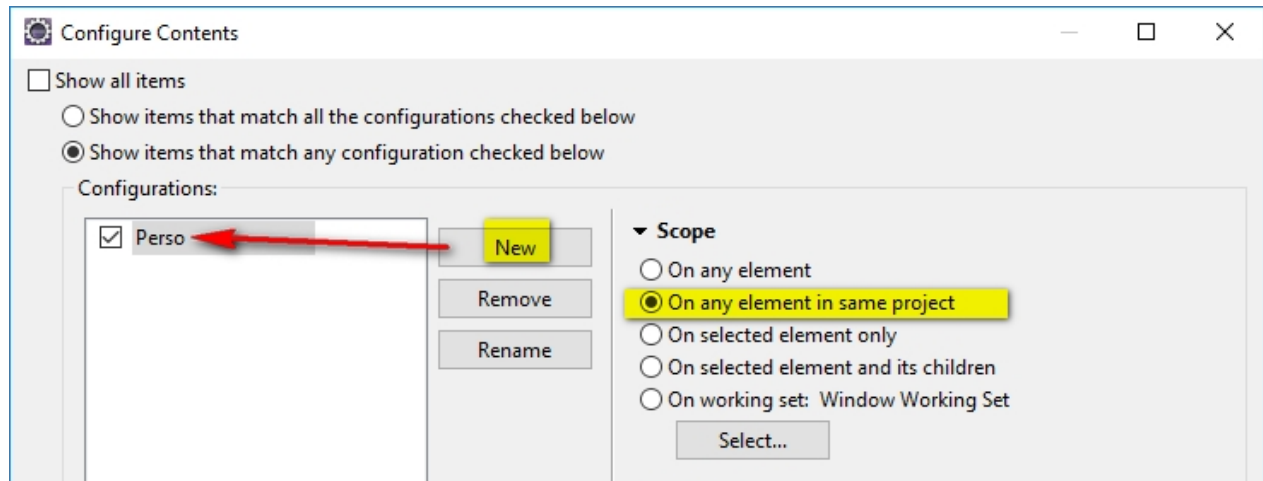 Configure Contents
Show all items
Show items that match all the configurations checked below
Show items that match any configuration checked below
Configurations:
Perso
New
Remove
Rename
Scope
On any element
On any element in same project
On selected element only
On selected element and its children
On working set: Window Working Set
Select...